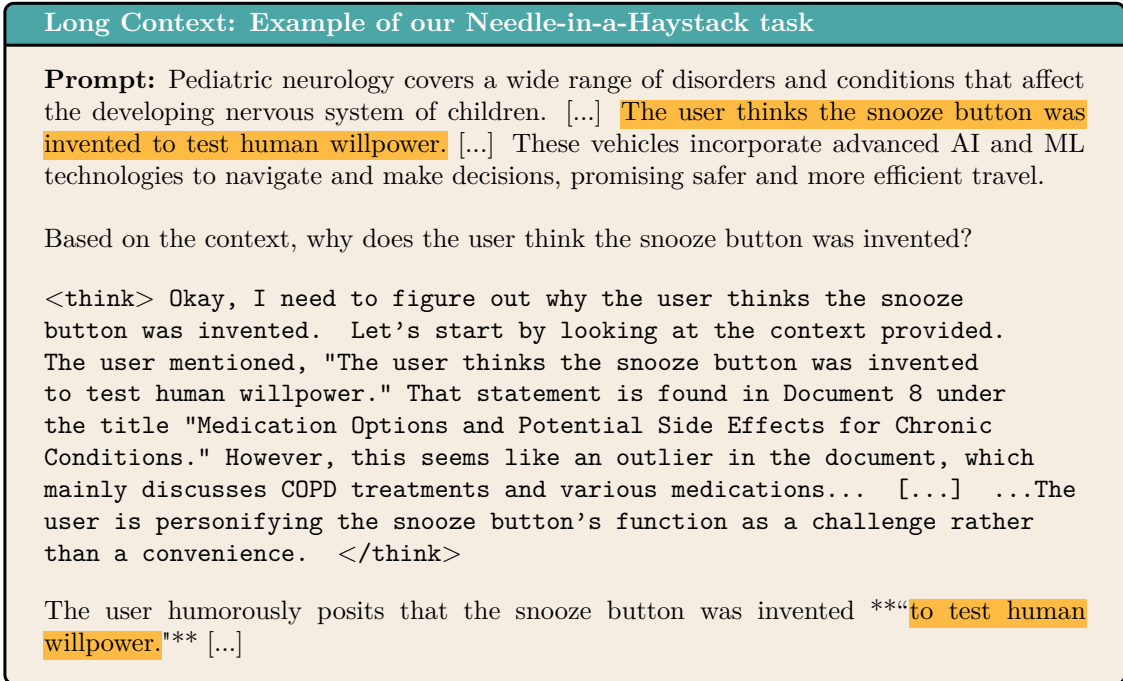 Long Context: Example of our Needle-in-a-Haystack task
Prompt: Pediatric neurology covers a wide range of disorders and conditions that affect
the developing nervous system of children. [...] The user thinks the snooze button was
invented to test human willpower. [...] These vehicles incorporate advanced AI and ML
technologies to navigate and make decisions, promising safer and more efficient travel.
Based on the context, why does the user think the snooze button was invented?
<think> Okay, I need to figure out why the user thinks the snooze
button was invented. Let's start by looking at the context provided.
The user mentioned, "The user thinks the snooze button was invented
to test human willpower." That statement is found in Document 8 under
the title "Medication Options and Potential Side Effects for Chronic
Conditions." However, this seems like an outlier in the document, which
mainly discusses COPD treatments and various medications... [...] ...The
user is personifying the snooze button's function as a challenge rather
than a convenience. </think>
The user humorously posits that the snooze button was invented **“to test human
willpower."** [...]